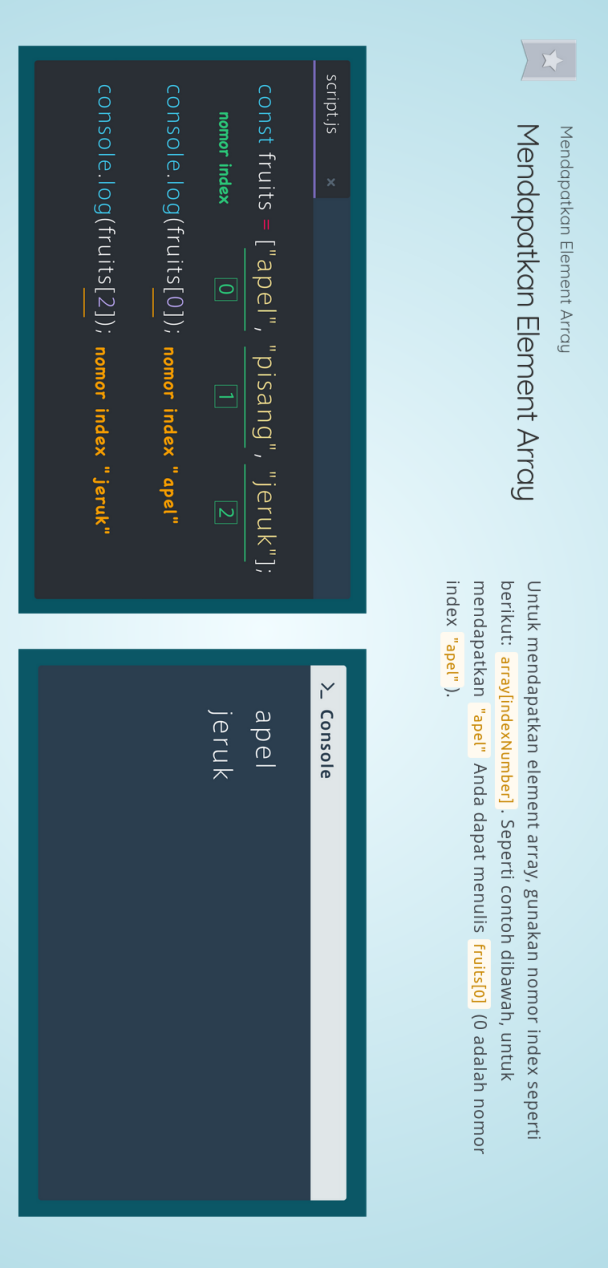 Mendapatkan Element Array
Mendapatkan Element Array
Untuk mendapatkan element array, gunakan nomor index seperti
berikut: array[indexNumber] . Seperti contoh dibawah, untuk
mendapatkan "apel" Anda dapat menulis fruits[0] (0 adalah nomor
index "apel" ).
script.js ×
const fruits = ["apel", "pisang", "jeruk"];
nomor index 0 1 2
console.log(fruits[0]); nomor index "apel"
console.log(fruits[2]); nomor index "jeruk"
>_ Console
apel
jeruk